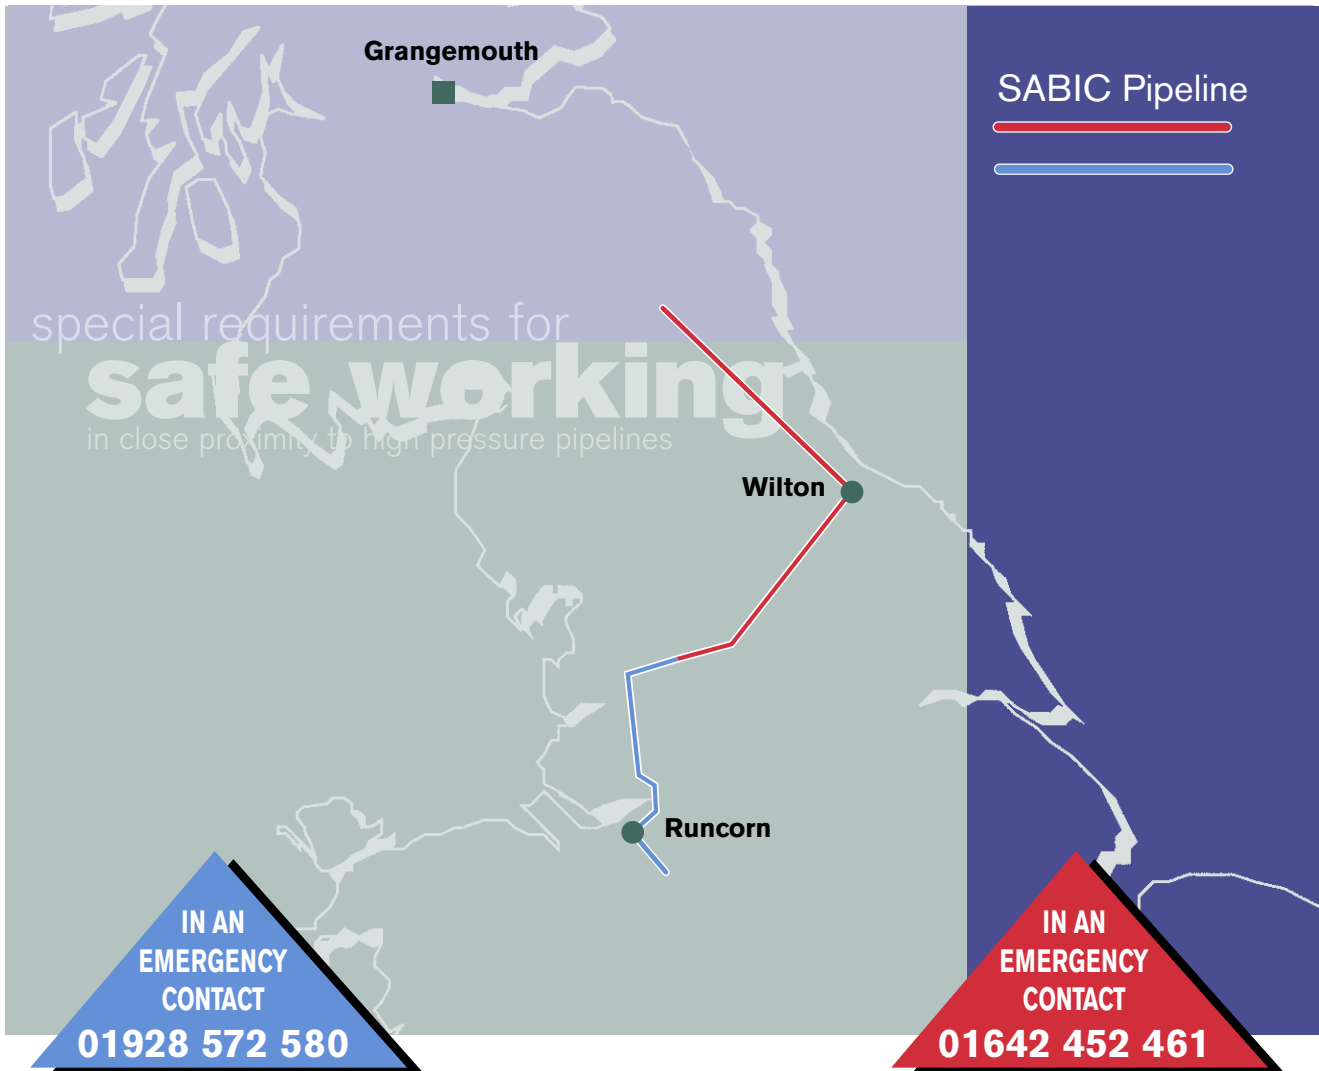 Grangemouth
SABIC Pipeline
special requirements for
safe working
in close proximity to high pressure pipelines
Wilton
Runcorn
IN AN
EMERGENCY
CONTACT
01928 572 580
IN AN
EMERGENCY
CONTACT
01642 452 461